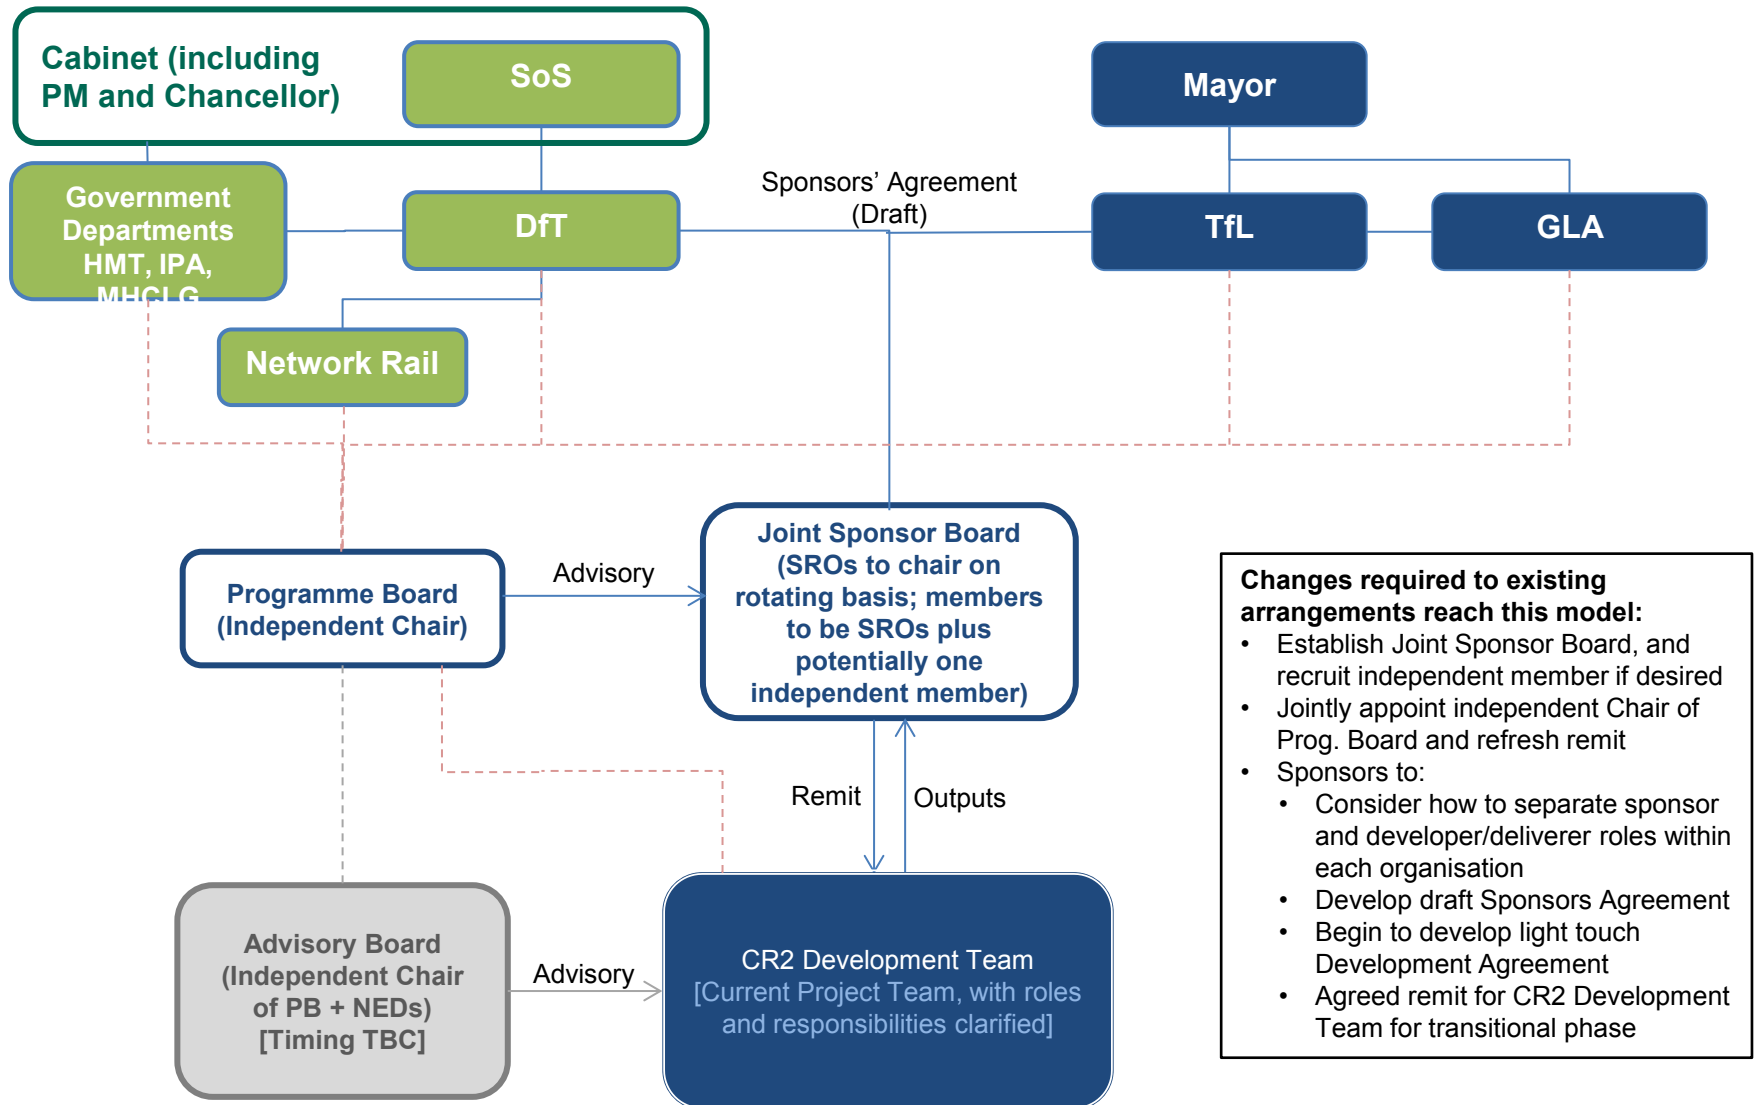 Cabinet (including
PM and Chancellor)
SoS
Mayor
Government
Departments
HMT, IPA,
MHCLG
DfT
Sponsors’ Agreement
(Draft)
TfL
GLA
Network Rail
Programme Board
(Independent Chair)
Advisory
Joint Sponsor Board
(SROs to chair on
rotating basis; members
to be SROs plus
potentially one
independent member)
Remit
Outputs
Advisory Board
(Independent Chair
of PB + NEDs)
[Timing TBC]
Advisory
CR2 Development Team
[Current Project Team, with roles
and responsibilities clarified]
Changes required to existing
arrangements reach this model:
• Establish Joint Sponsor Board, and
recruit independent member if desired
• Jointly appoint independent Chair of
Prog. Board and refresh remit
• Sponsors to:
• Consider how to separate sponsor
and developer/deliverer roles within
each organisation
• Develop draft Sponsors Agreement
• Begin to develop light touch
Development Agreement
• Agreed remit for CR2 Development
Team for transitional phase